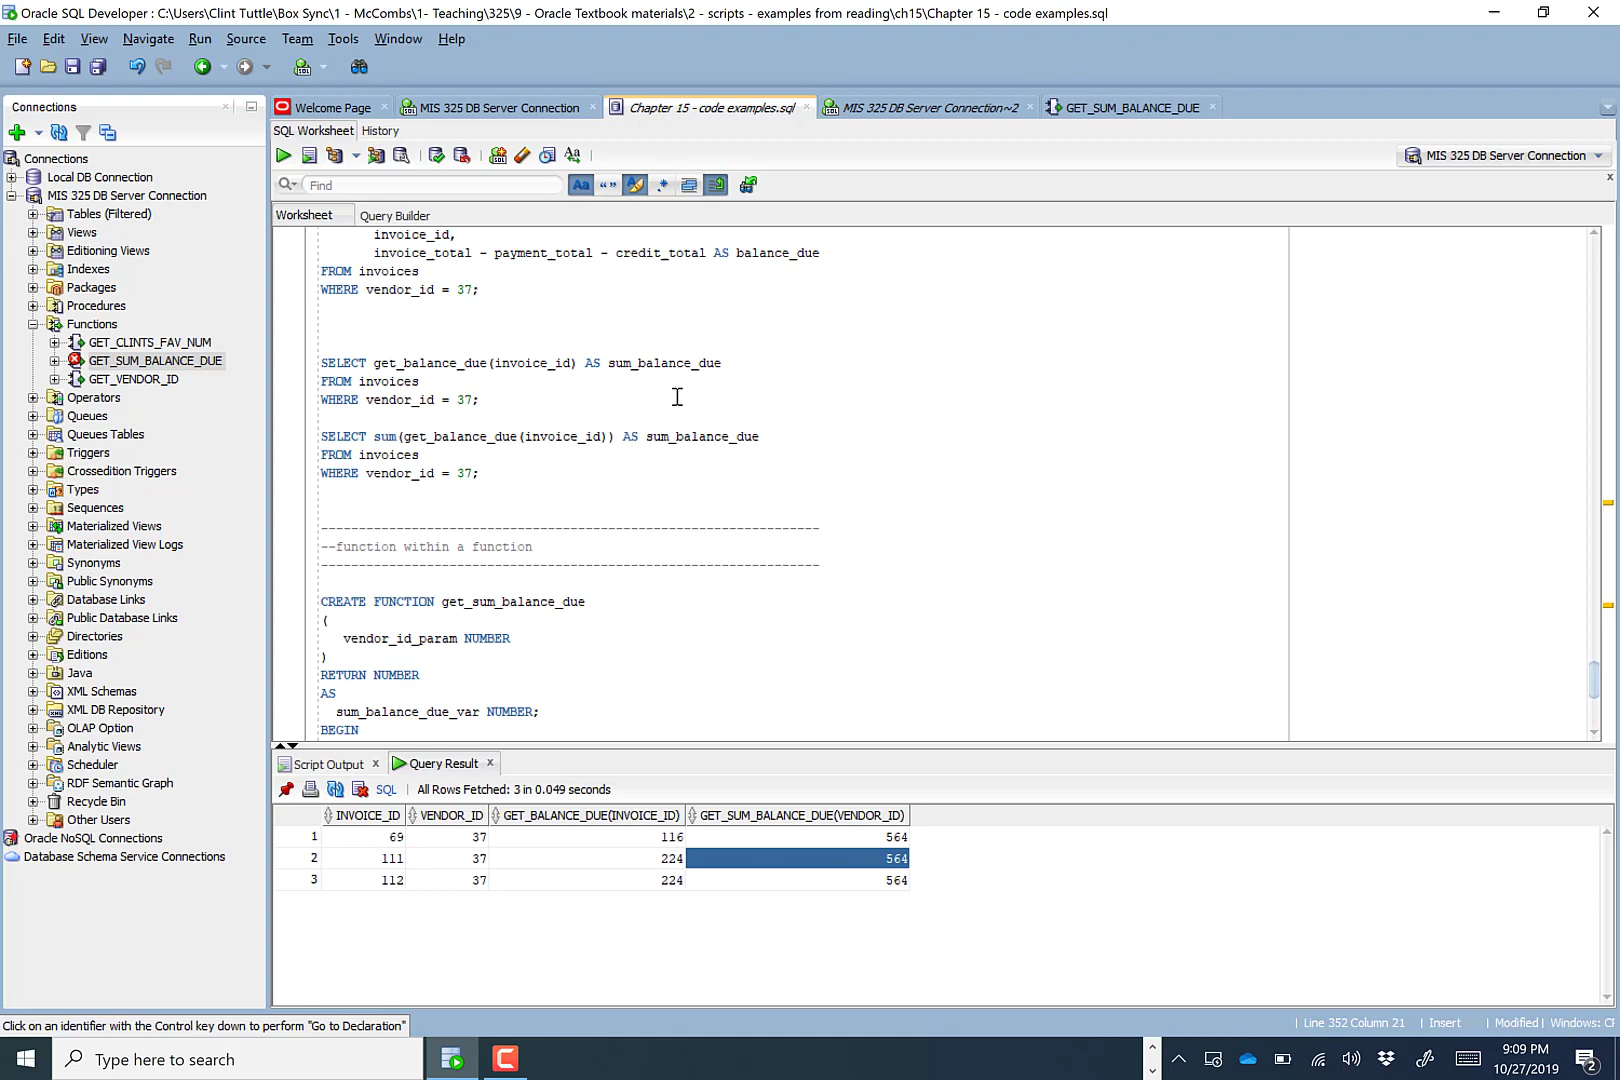 Oracle SQL Developer : C:\Users\Clint Tuttle\Box Sync\1 - McCombs\1- Teaching\325\9 - Oracle Textbook materials\2 - scripts - examples from reading\ch15\Chapter 15 - code examples.sql
File Edit View Navigate Run Source Team Tools Window Help
Connections
Welcome Page MIS 325 DB Server Connection Chapter 15 - code examples.sql MIS 325 DB Server Connection~2 GET_SUM_BALANCE_DUE
SQL Worksheet History
MIS 325 DB Server Connection
Find
Worksheet Query Builder
Connections
Local DB Connection
MIS 325 DB Server Connection
Tables (Filtered)
Views
Editioning Views
Indexes
Packages
Procedures
Functions
GET_CLINTS_FAV_NUM
GET_SUM_BALANCE_DUE
GET_VENDOR_ID
Operators
Queues
Queues Tables
Triggers
Crossedition Triggers
Types
Sequences
Materialized Views
Materialized View Logs
Synonyms
Public Synonyms
Database Links
Public Database Links
Directories
Editions
Java
XML Schemas
XML DB Repository
OLAP Option
Analytic Views
Scheduler
RDF Semantic Graph
Recycle Bin
Other Users
Oracle NoSQL Connections
Database Schema Service Connections
invoice_id,
invoice_total - payment_total - credit_total AS balance_due
FROM invoices
WHERE vendor_id = 37;
SELECT get_balance_due(invoice_id) AS sum_balance_due
FROM invoices
WHERE vendor_id = 37;
SELECT sum(get_balance_due(invoice_id)) AS sum_balance_due
FROM invoices
WHERE vendor_id = 37;
------------------------------------------------------------------
--function within a function
------------------------------------------------------------------
CREATE FUNCTION get_sum_balance_due
(
vendor_id_param NUMBER
)
RETURN NUMBER
AS
sum_balance_due_var NUMBER;
BEGIN
Script Output Query Result
SQL All Rows Fetched: 3 in 0.049 seconds
INVOICE_ID VENDOR_ID GET_BALANCE_DUE(INVOICE_ID) GET_SUM_BALANCE_DUE(VENDOR_ID)
1 69 37 116 564
2 111 37 224 564
3 112 37 224 564
Click on an identifier with the Control key down to perform "Go to Declaration"
Line 352 Column 21 Insert Modified Windows:
Type here to search
9:09 PM
10/27/2019
2